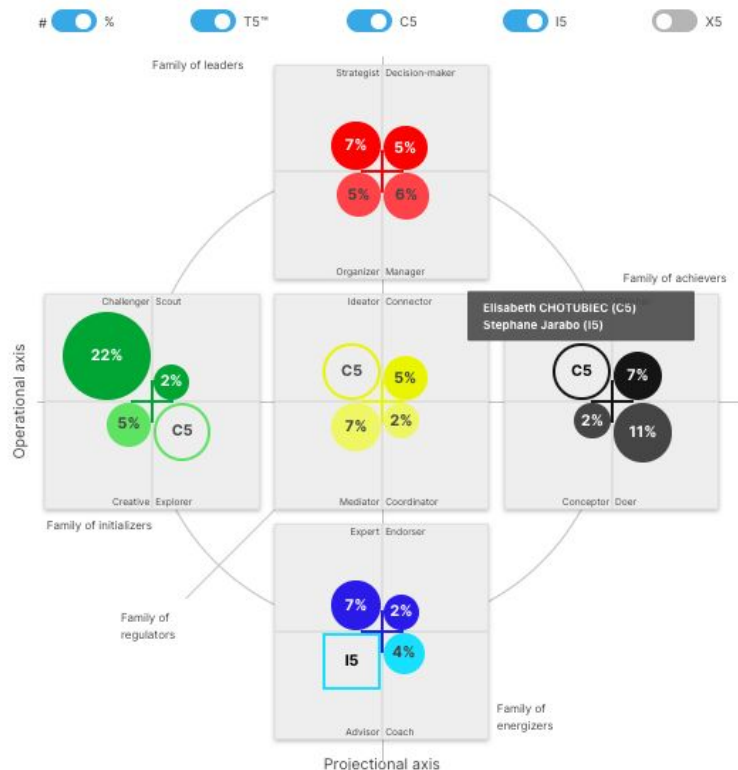 # % T5™ C5 I5 X5
Family of leaders
Strategist Decision-maker
7% 5%
5% 6%
Organizer Manager
Family of achievers
Challenger Scout
Ideator Connector
Elisabeth CHOTUBIEC (C5)
Stephane Jarabo (I5)
22% 2%
C5 5%
C5 7%
5% C5
7% 2%
2% 11%
Operational axis
Creative Explorer
Mediator Coordinator
Conceptor Doer
Family of initializers
Expert Endorser
7% 2%
I5 4%
Family of
regulators
Family of
energizers
Advisor Coach
Projectional axis